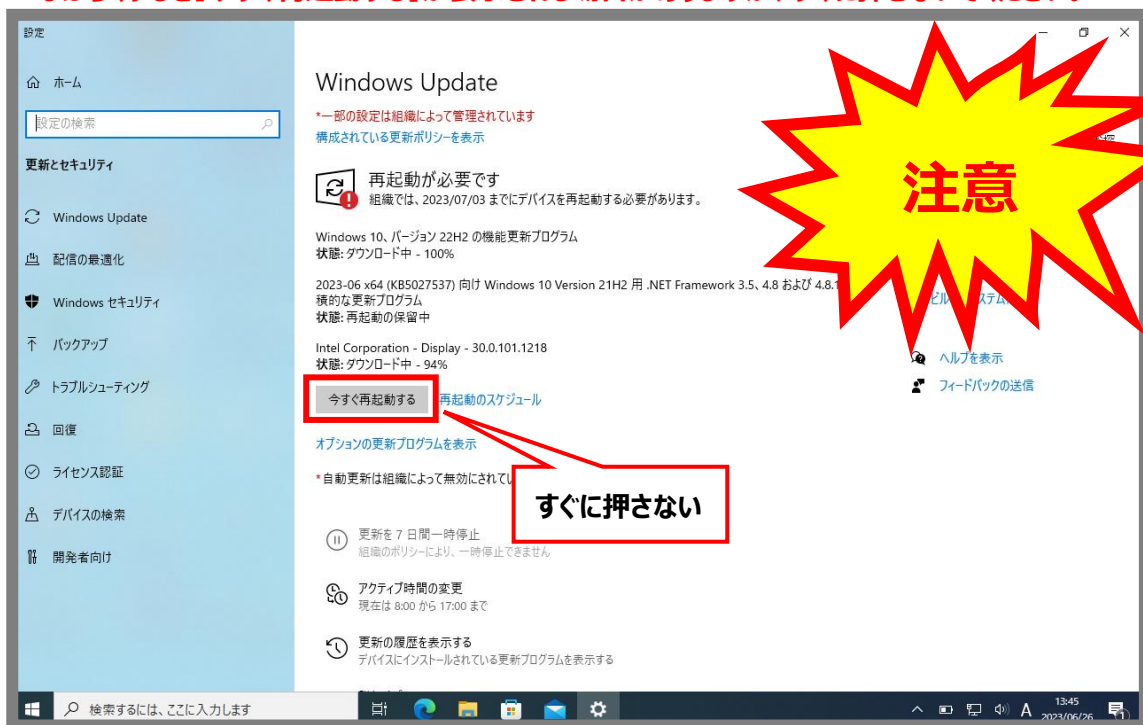 設定
ホーム
設定の検索
更新とセキュリティ
Windows Update
配信の最適化
Windows セキュリティ
バックアップ
トラブルシューティング
回復
ライセンス認証
デバイスの検索
開発者向け
Windows Update
*一部の設定は組織によって管理されています
構成されている更新ポリシーを表示
再起動が必要です
組織では、2023/07/03 までにデバイスを再起動する必要があります。
Windows 10、バージョン 22H2 の機能更新プログラム
状態: ダウンロード中 - 100%
2023-06 x64 (KB5027537) 向け Windows 10 Version 21H2 用 .NET Framework 3.5、4.8 および 4.8.1
積的な更新プログラム
状態: 再起動の保留中
Intel Corporation - Display - 30.0.101.1218
状態: ダウンロード中 - 94%
今すぐ再起動する
再起動のスケジュール
オプションの更新プログラムを表示
*自動更新は組織によって無効にされてい
すぐに押さない
更新を 7 日間一時停止
組織のポリシーにより、一時停止できません
アクティブ時間の変更
現在は 8:00 から 17:00 まで
更新の履歴を表示する
デバイスにインストールされている更新プログラムを表示する
注意
ヘルプを表示
フィードバックの送信
検索するには、ここに入力します
A
13:45
2023/06/26